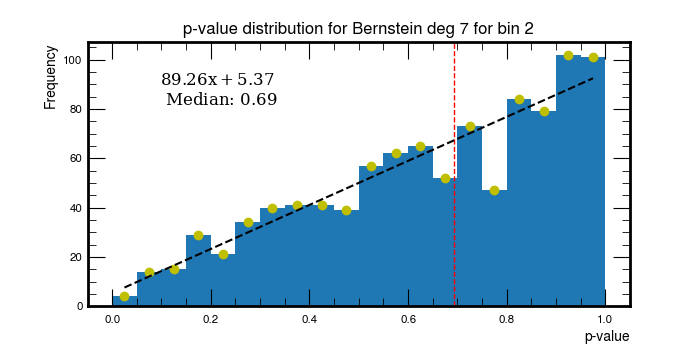 p-value distribution for Bernstein deg 7 for bin 2
Frequency
100
80
60
40
20
0
89.26x + 5.37
Median: 0.69
0.0 0.2 0.4 0.6 0.8 1.0
p-value